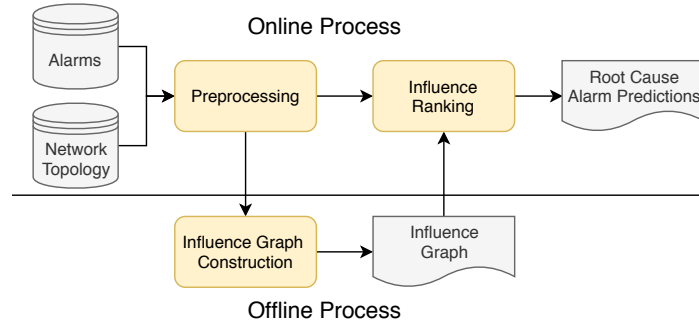 Online Process
Alarms
Network
Topology
Preprocessing
Influence
Ranking
Root Cause
Alarm Predictions
Influence Graph
Construction
Influence
Graph
Offline Process